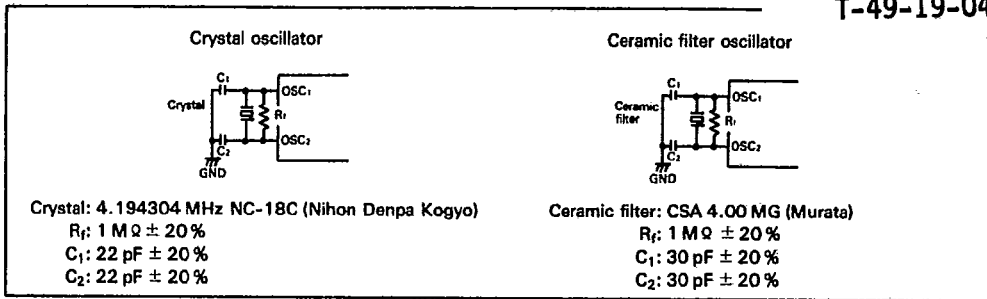 T-49-19-04
Crystal oscillator
C₁
OSC₁
Crystal
Rf
OSC₂
C₂
GND
Crystal: 4.194304 MHz NC-18C (Nihon Denpa Kogyo)
Rf: 1 MΩ ± 20%
C₁: 22 pF ± 20%
C₂: 22 pF ± 20%
Ceramic filter oscillator
C₁
OSC₁
Ceramic
filter
Rf
OSC₂
C₂
GND
Ceramic filter: CSA 4.00 MG (Murata)
Rf: 1 MΩ ± 20%
C₁: 30 pF ± 20%
C₂: 30 pF ± 20%